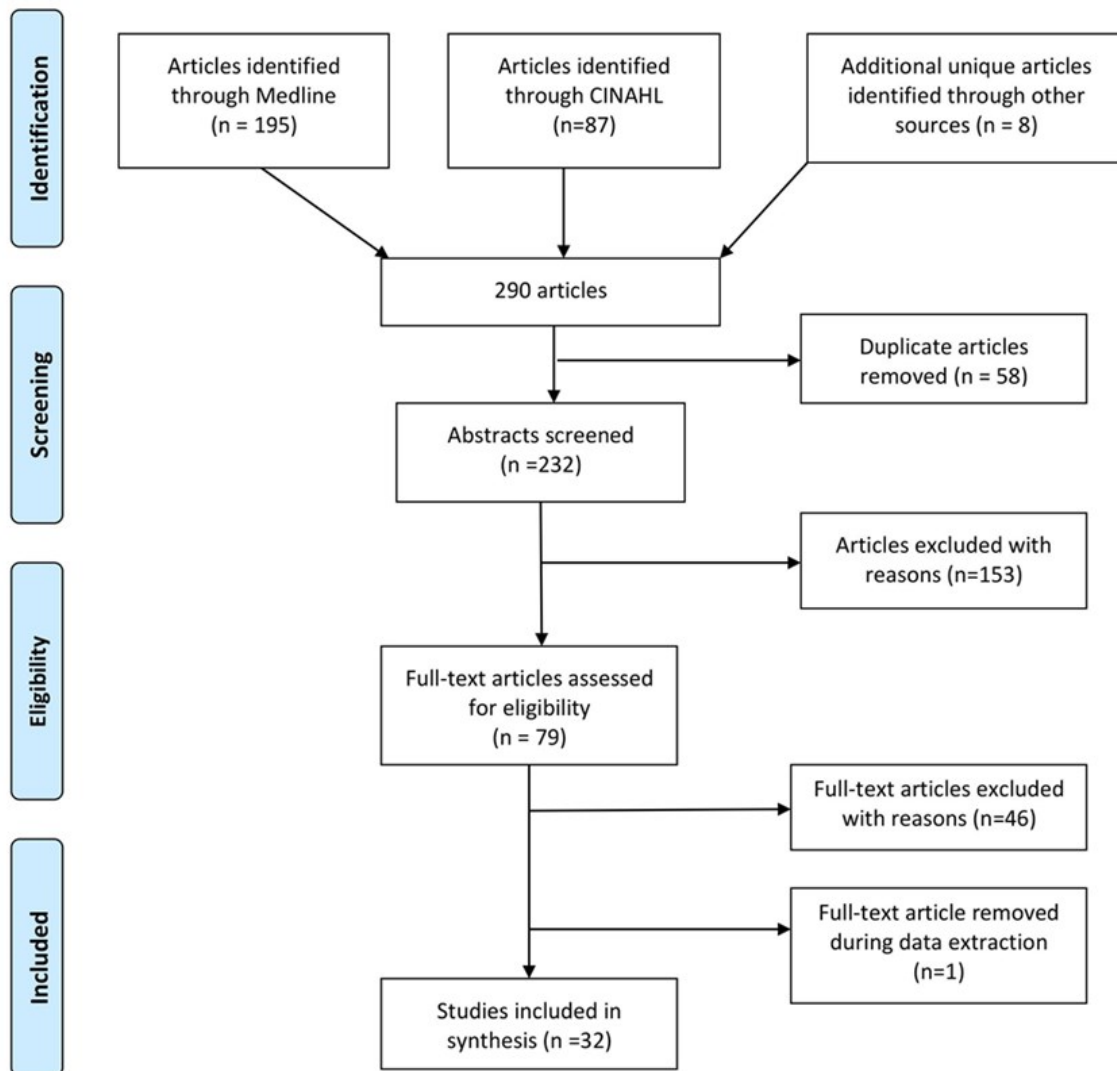 Identification
Articles identified
through Medline
(n = 195)
Articles identified
through CINAHL
(n=87)
Additional unique articles
identified through other
sources (n = 8)
290 articles
Screening
Duplicate articles
removed (n = 58)
Abstracts screened
(n =232)
Articles excluded with
reasons (n=153)
Eligibility
Full-text articles assessed
for eligibility
(n = 79)
Full-text articles excluded
with reasons (n=46)
Included
Full-text article removed
during data extraction
(n=1)
Studies included in
synthesis (n =32)